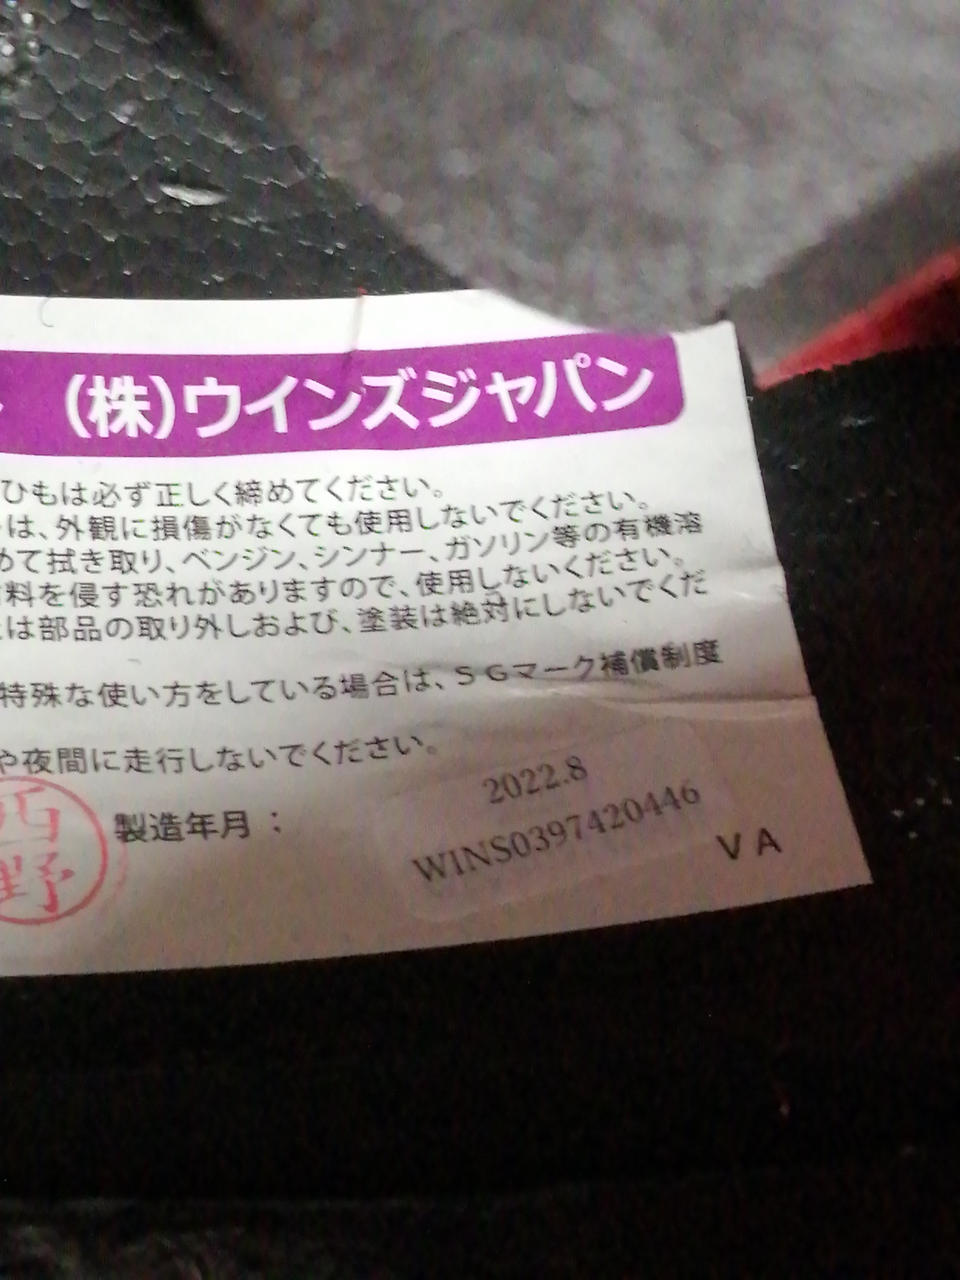 (株)ウインズジャパン
ひもは必ず正しく締めてください。
は、外観に損傷がなくても使用しないでください。
めて拭き取り、ベンジン、シンナー、ガソリン等の有機溶
料を侵す恐れがありますので、使用しないください。
は部品の取り外しおよび、塗装は絶対にしないでくだ
特殊な使い方をしている場合は、SGマーク補償制度
や夜間に走行しないでください。
西野
製造年月:
2022.8
WINS0397420446
VA